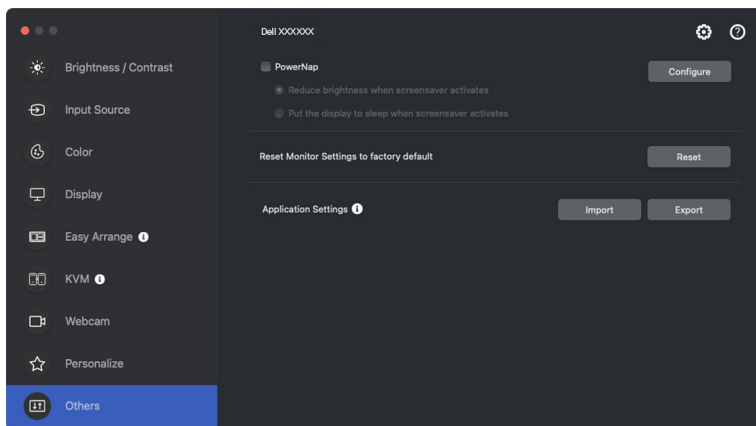 Dell XXXXXX
Brightness / Contrast
Input Source
Color
Display
Easy Arrange
KVM
Webcam
Personalize
Others
PowerNap
Configure
Reduce brightness when screensaver activates
Put the display to sleep when screensaver activates
Reset Monitor Settings to factory default
Reset
Application Settings
Import
Export